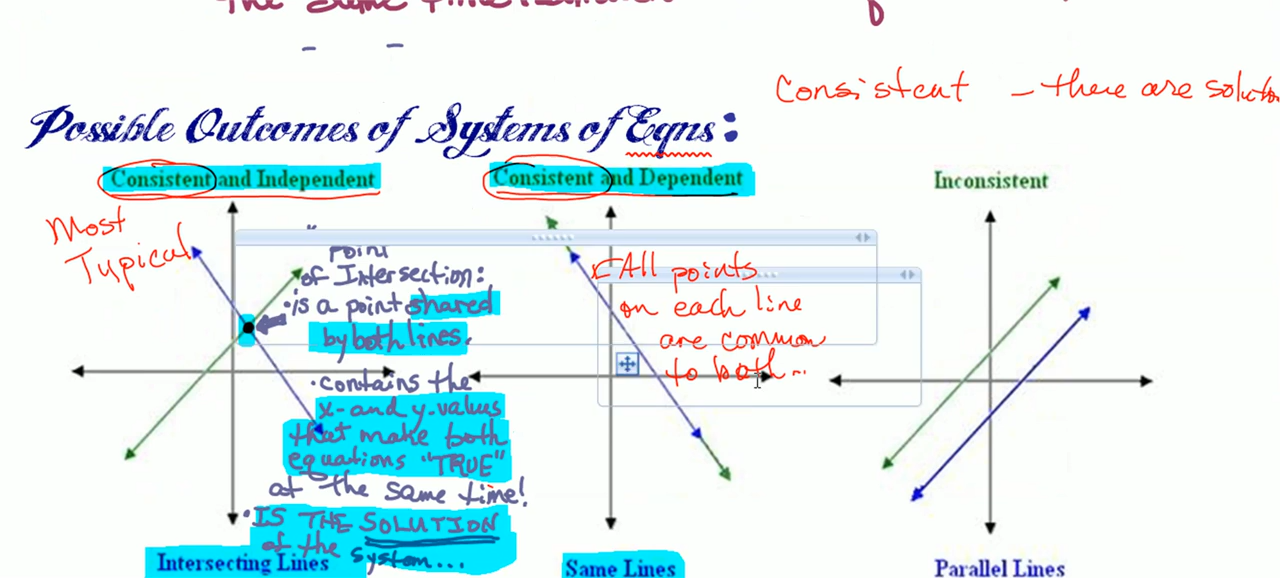 The Same
Consistent – there are solution
Possible Outcomes of Systems of Eqns:
Consistent and Independent
Consistent and Dependent
Inconsistent
Most
Typical
Point
of Intersection:
• is a point shared
by both lines.
• contains the
x- and y-values
that make both
equations "TRUE"
at the same time!
• IS THE SOLUTION
of the system...
All points
on each line
are common
to both...
Intersecting Lines
Same Lines
Parallel Lines